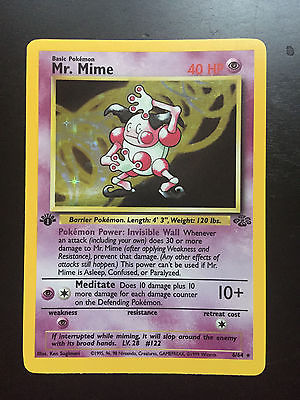 Basic Pokémon
Mr. Mime
40 HP
Barrier Pokémon. Length: 4' 3", Weight: 120 lbs.
Pokémon Power: Invisible Wall Whenever
an attack (including your own) does 30 or more
damage to Mr. Mime (after applying Weakness
and Resistance), prevent that damage. (Any other
effects of attacks still happen.) This power can't be used if Mr.
Mime is Asleep, Confused, or Paralyzed.
Meditate Does 10 damage plus 10
more damage for each damage counter
on the Defending Pokémon.
10+
weakness
resistance
retreat cost
If interrupted while miming, it will slap around the enemy
with its broad hands. LV. 28 #122
Illus. Ken Sugimori
©1995, 96, 98 Nintendo, Creatures, GAMEFREAK. ©1999 Wizards.
6/64